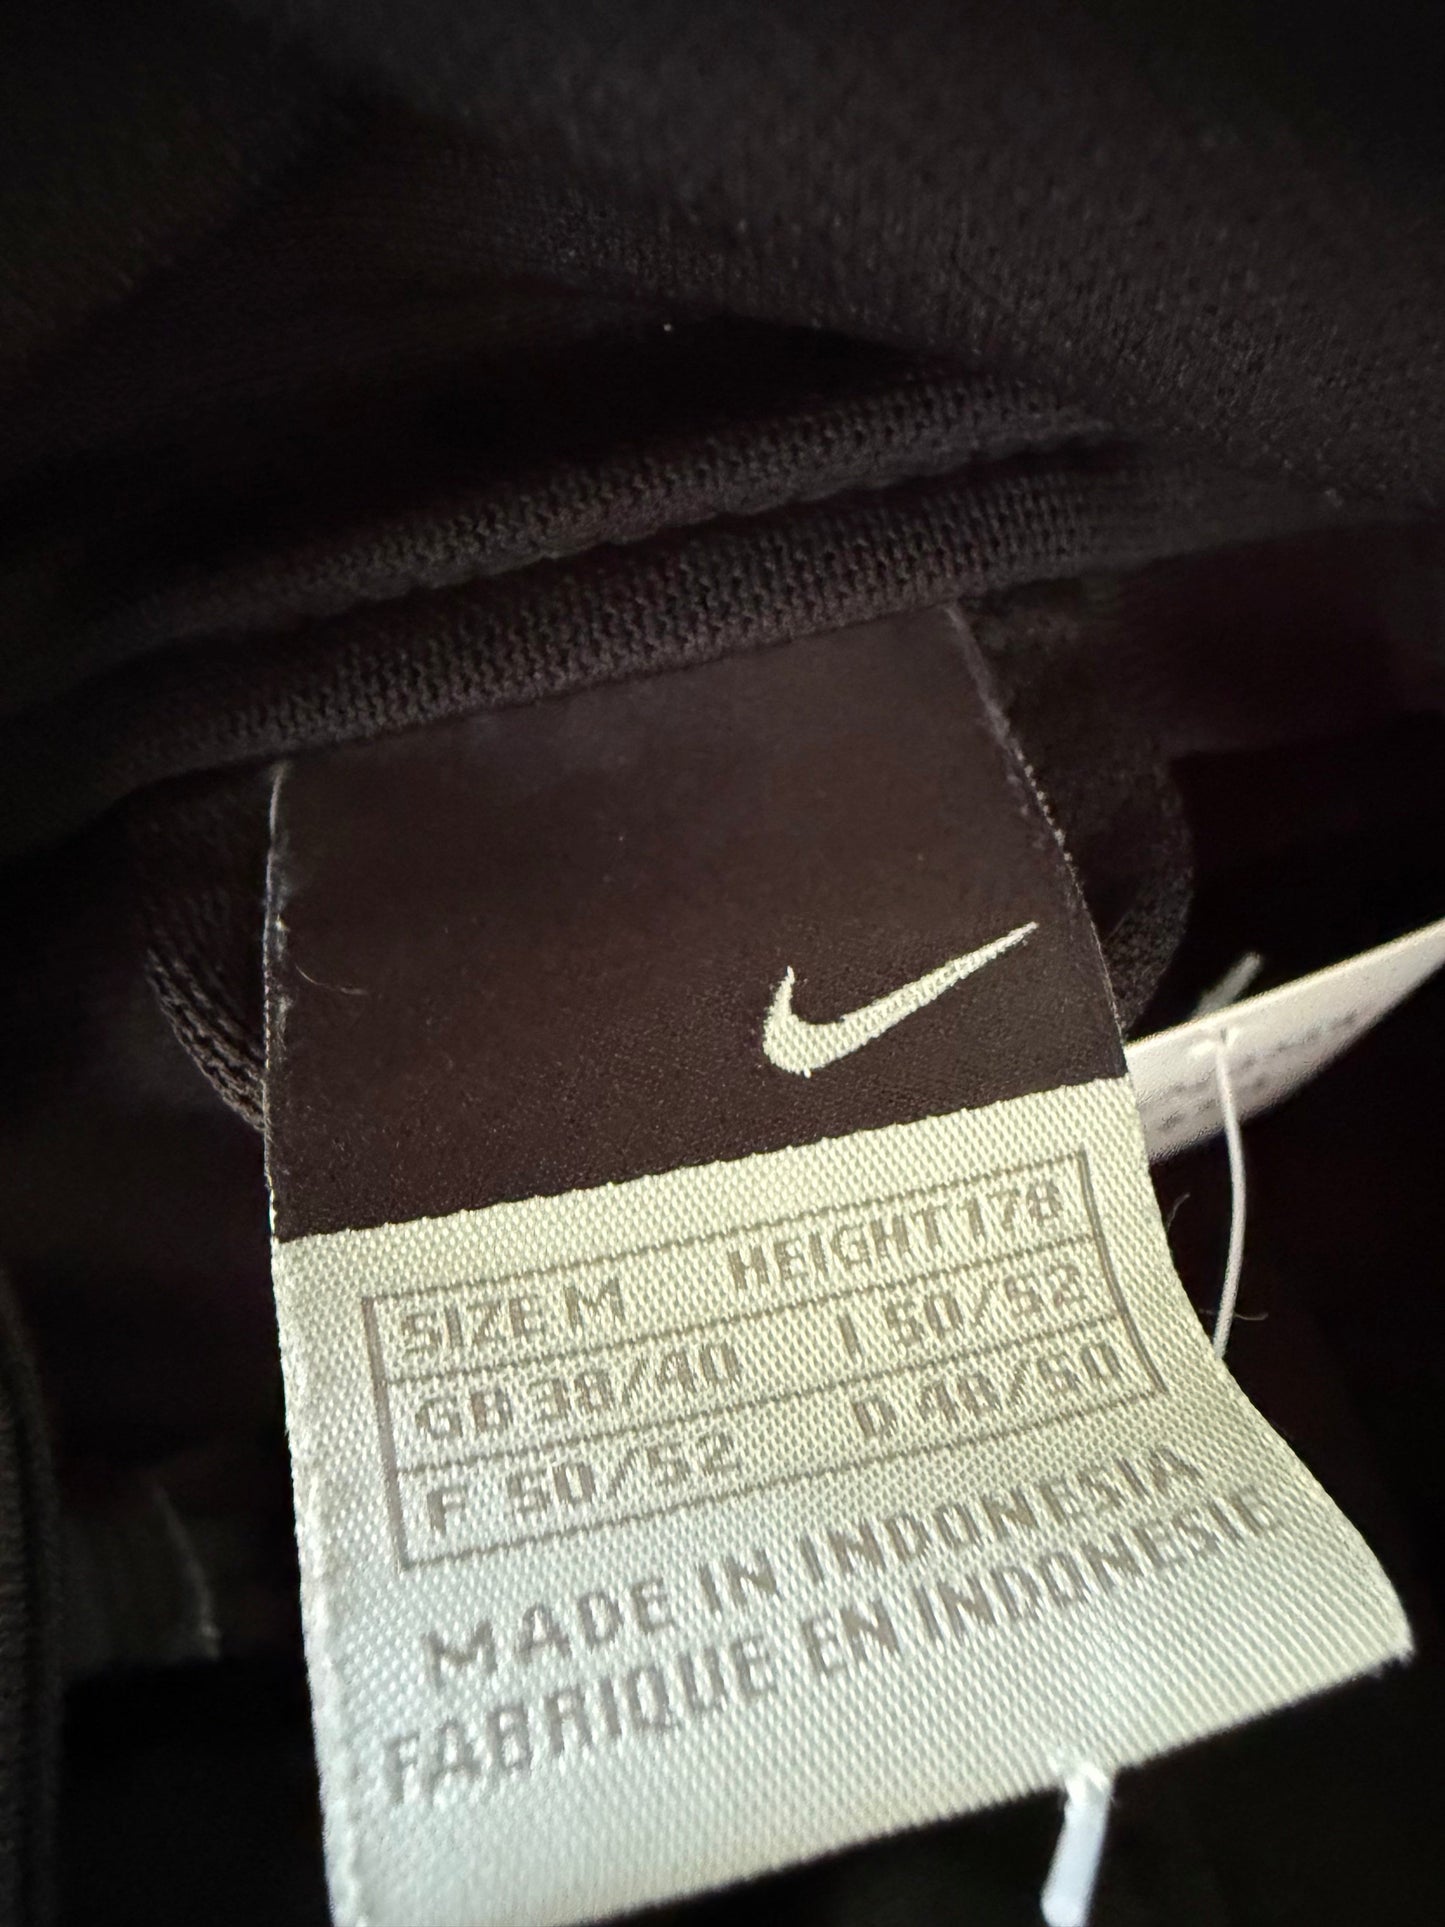 SIZE M HEIGHT 178
GB 38/40 I 50/52
F 50/52 D 48/50
MADE IN INDONESIA
FABRIQUE EN INDONESIE